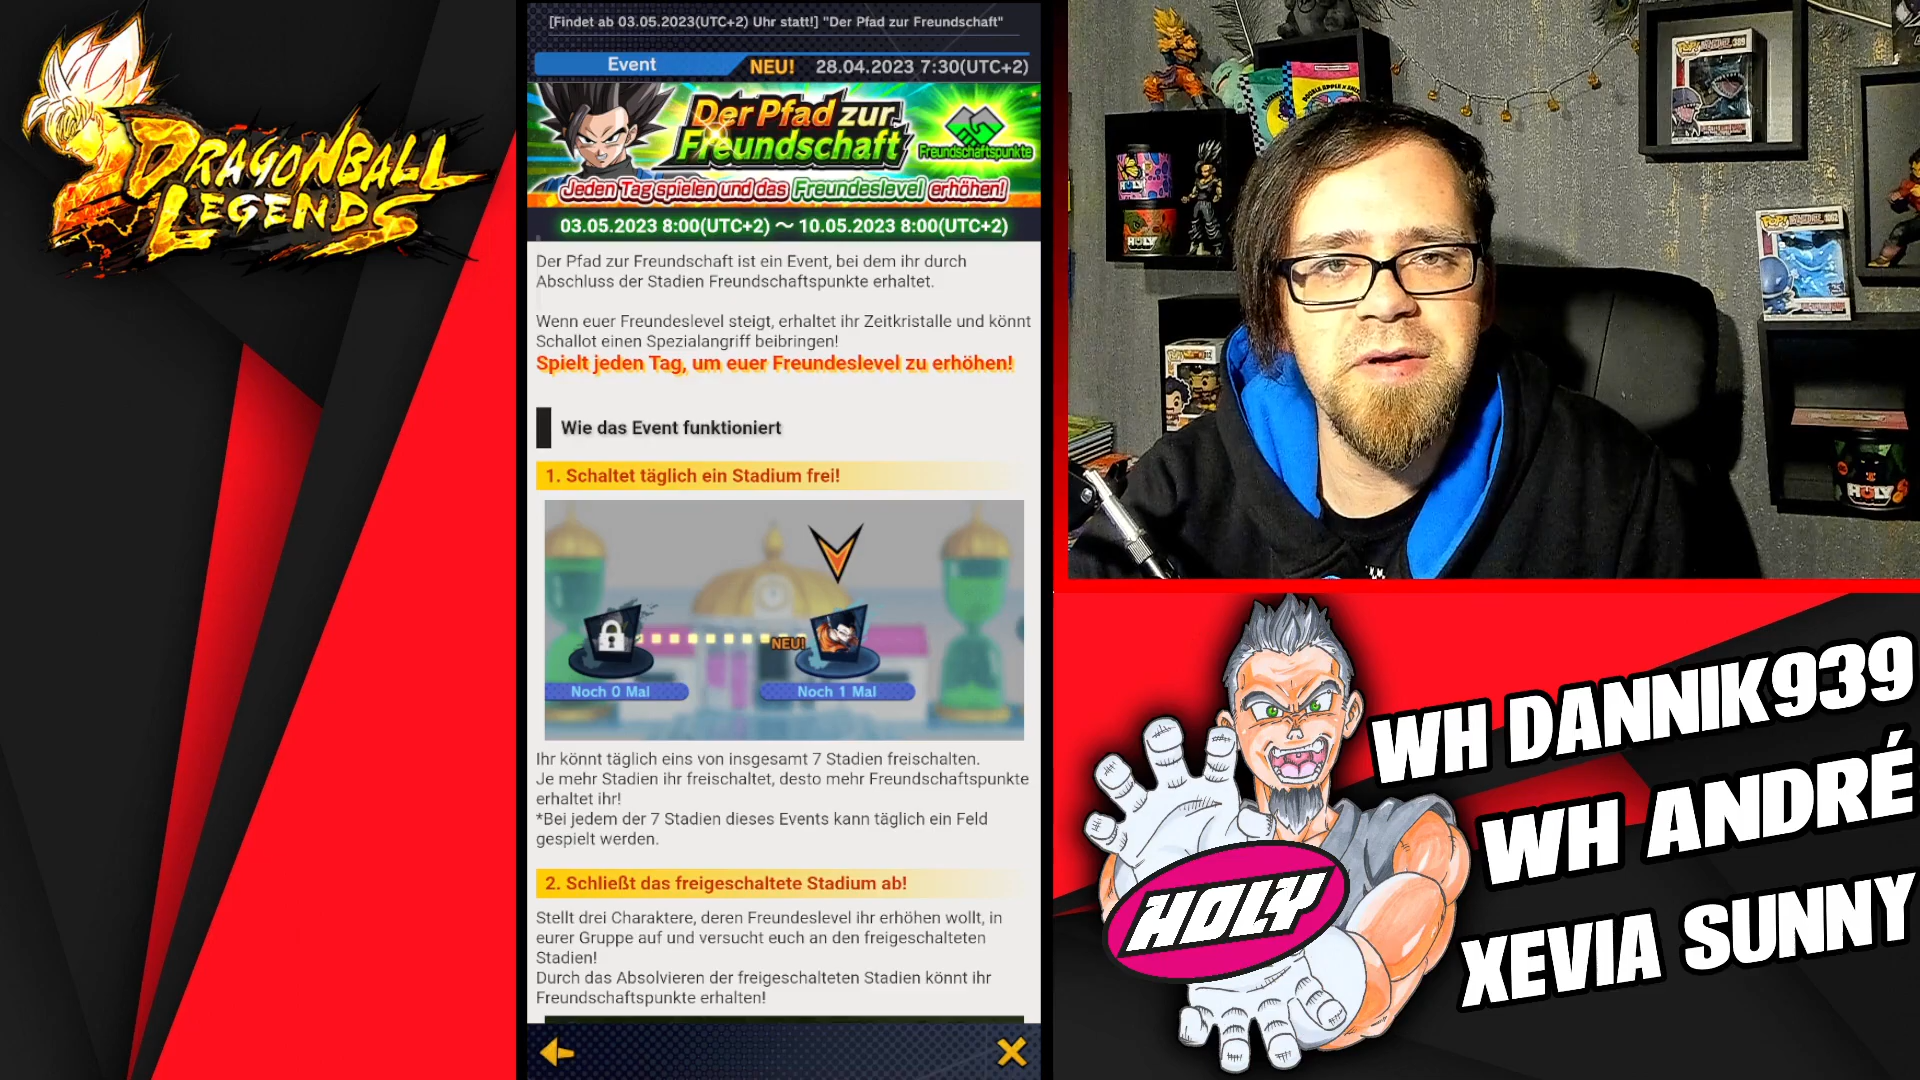 DRAGONBALL
LEGENDS
[Findet ab 03.05.2023(UTC+2) Uhr statt!] "Der Pfad zur Freundschaft"
Event
NEU! 28.04.2023 7:30(UTC+2)
Der Pfad zur
Freundschaft
Freundschaftspunkte
Jeden Tag spielen und das Freundeslevel erhöhen!
03.05.2023 8:00(UTC+2) ～ 10.05.2023 8:00(UTC+2)
Der Pfad zur Freundschaft ist ein Event, bei dem ihr durch
Abschluss der Stadien Freundschaftspunkte erhaltet.
Wenn euer Freundeslevel steigt, erhaltet ihr Zeitkristalle und könnt
Schallot einen Spezialangriff beibringen!
Spielt jeden Tag, um euer Freundeslevel zu erhöhen!
Wie das Event funktioniert
1. Schaltet täglich ein Stadium frei!
NEU!
Noch 0 Mal
Noch 1 Mal
Ihr könnt täglich eins von insgesamt 7 Stadien freischalten.
Je mehr Stadien ihr freischaltet, desto mehr Freundschaftspunkte
erhaltet ihr!
*Bei jedem der 7 Stadien dieses Events kann täglich ein Feld
gespielt werden.
2. Schließt das freigeschaltete Stadium ab!
Stellt drei Charaktere, deren Freundeslevel ihr erhöhen wollt, in
eurer Gruppe auf und versucht euch an den freigeschalteten
Stadien!
Durch das Absolvieren der freigeschalteten Stadien könnt ihr
Freundschaftspunkte erhalten!
POP!
389
POP!
1062
HOLY
HOLY
HOLY
HOLY
WH DANNIK939
WH ANDRÉ
XEVIA SUNNY